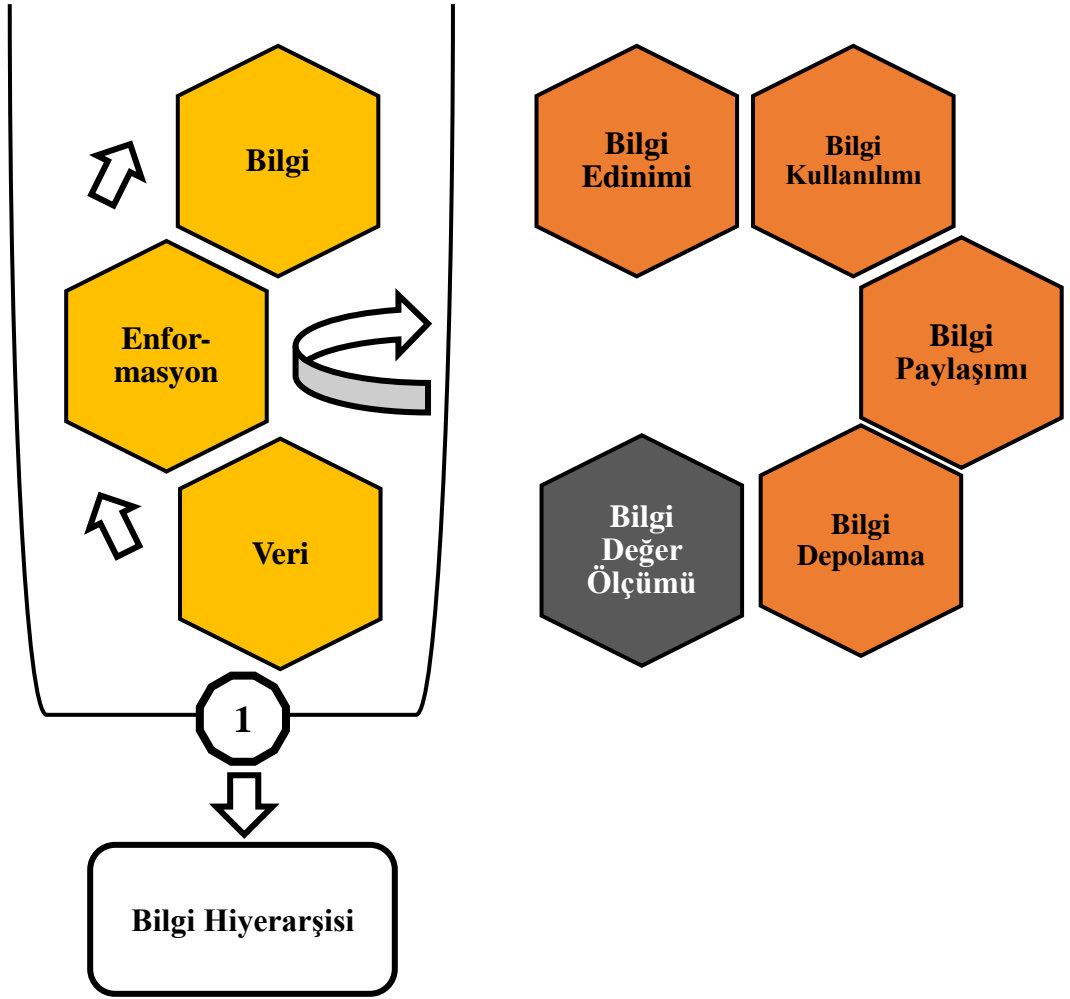 Bilgi
Enfor-
masyon
Veri
1
Bilgi Hiyerarşisi
Bilgi
Edinimi
Bilgi
Kullanılımı
Bilgi
Paylaşımı
Bilgi
Depolama
Bilgi
Değer
Ölçümü